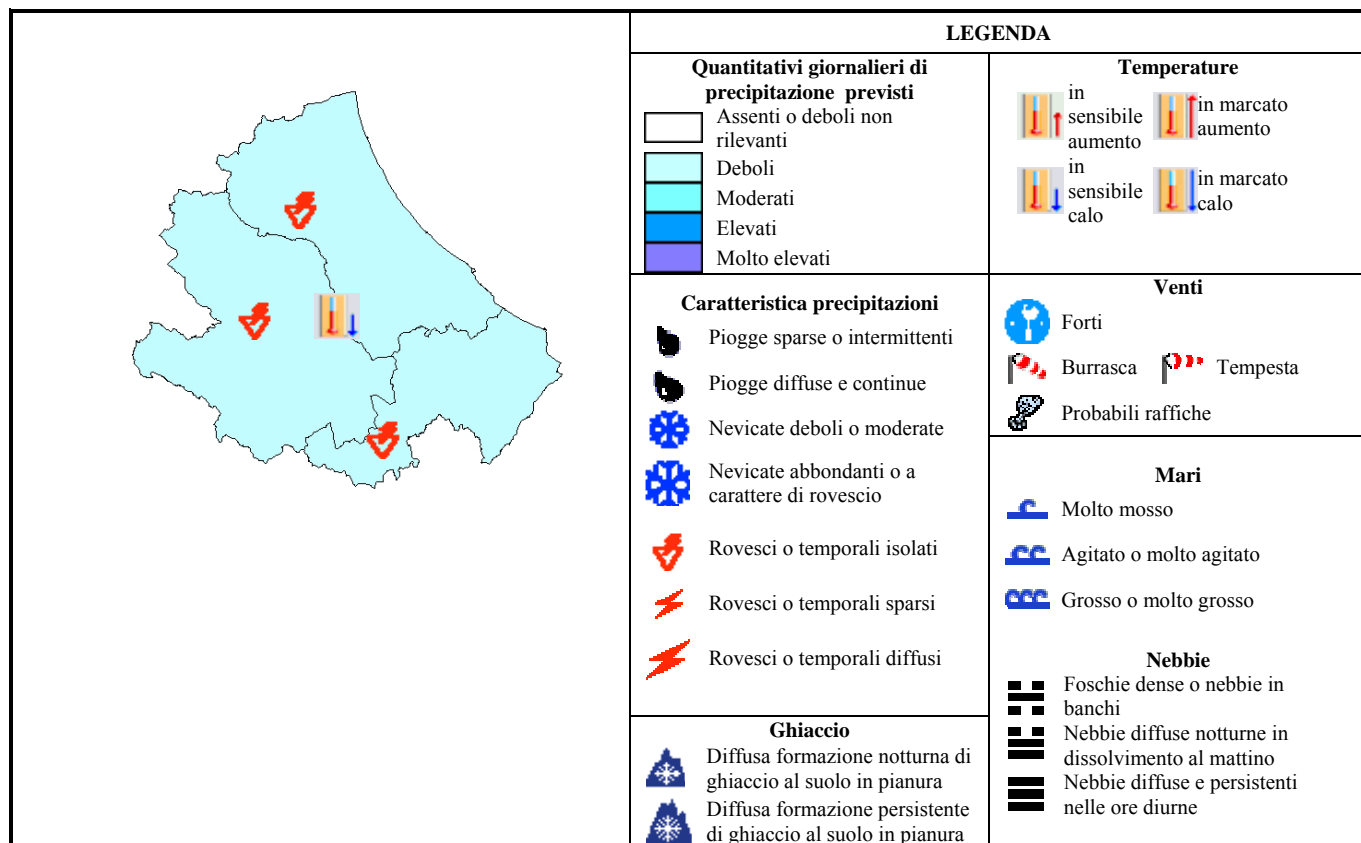 LEGENDA
Quantitativi giornalieri di
precipitazione previsti
Assenti o deboli non
rilevanti
Deboli
Moderati
Elevati
Molto elevati
Temperature
in
sensibile
aumento
in marcato
aumento
in
sensibile
calo
in marcato
calo
Caratteristica precipitazioni
Piogge sparse o intermittenti
Piogge diffuse e continue
Nevicate deboli o moderate
Nevicate abbondanti o a
carattere di rovescio
Rovesci o temporali isolati
Rovesci o temporali sparsi
Rovesci o temporali diffusi
Venti
Forti
Burrasca
Tempesta
Probabili raffiche
Mari
Molto mosso
Agitato o molto agitato
Grosso o molto grosso
Nebbie
Foschie dense o nebbie in
banchi
Nebbie diffuse notturne in
dissolvimento al mattino
Nebbie diffuse e persistenti
nelle ore diurne
Ghiaccio
Diffusa formazione notturna di
ghiaccio al suolo in pianura
Diffusa formazione persistente
di ghiaccio al suolo in pianura